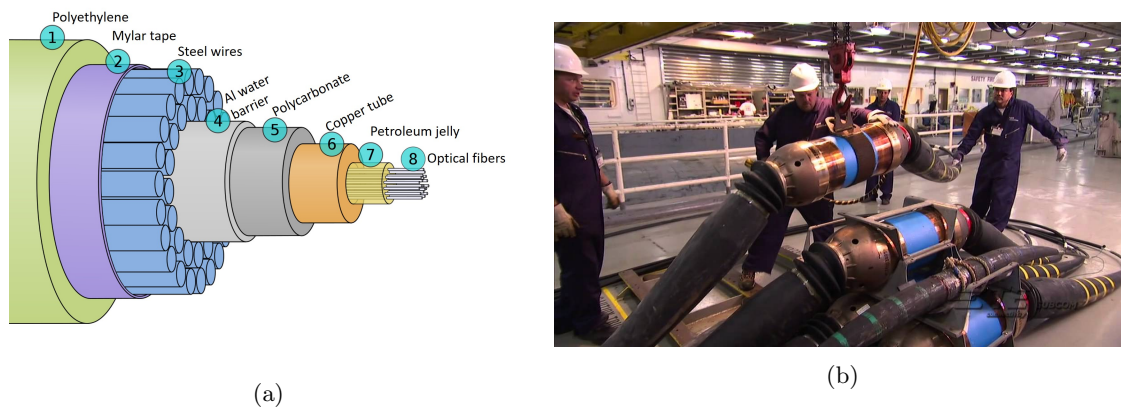 Polyethylene
1
Mylar tape
2
Steel wires
3
Al water
barrier
4
Polycarbonate
5
Copper tube
6
Petroleum jelly
7
8
Optical fibers
(a)
SAFETY
(b)